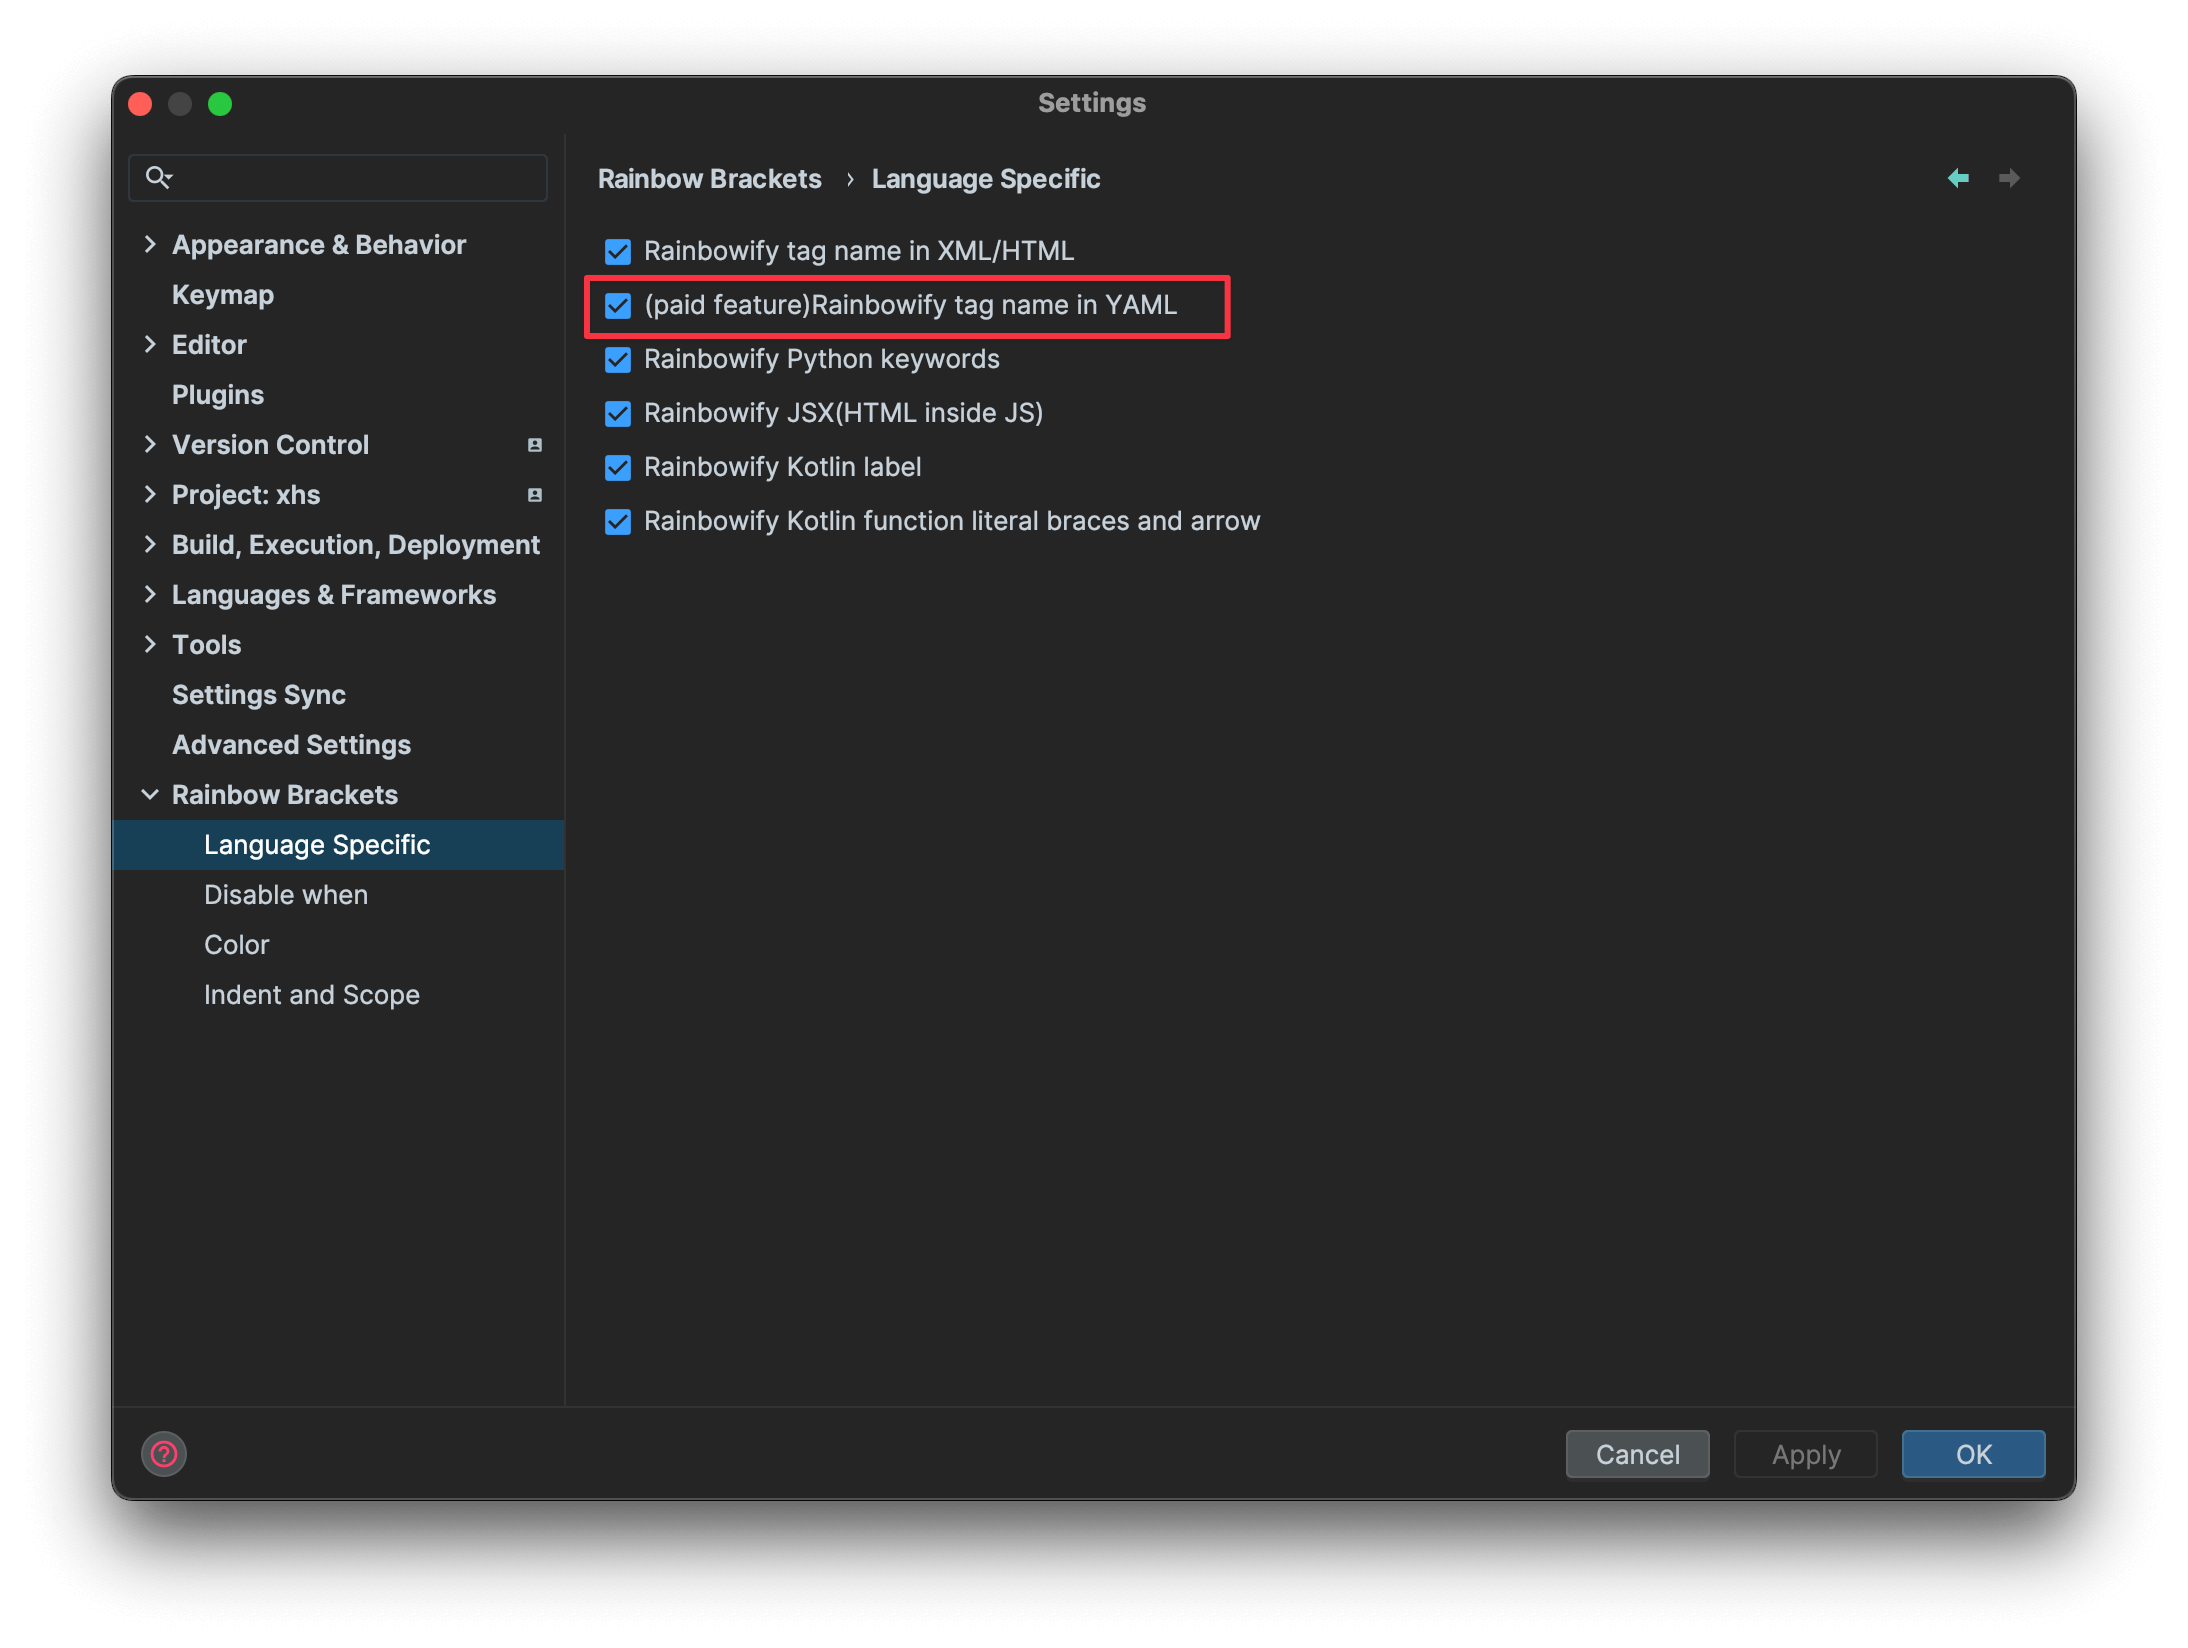 Settings
Appearance & Behavior
Keymap
Editor
Plugins
Version Control
Project: xhs
Build, Execution, Deployment
Languages & Frameworks
Tools
Settings Sync
Advanced Settings
Rainbow Brackets
Language Specific
Disable when
Color
Indent and Scope
Rainbow Brackets › Language Specific
Rainbowify tag name in XML/HTML
(paid feature)Rainbowify tag name in YAML
Rainbowify Python keywords
Rainbowify JSX(HTML inside JS)
Rainbowify Kotlin label
Rainbowify Kotlin function literal braces and arrow
?
Cancel
Apply
OK